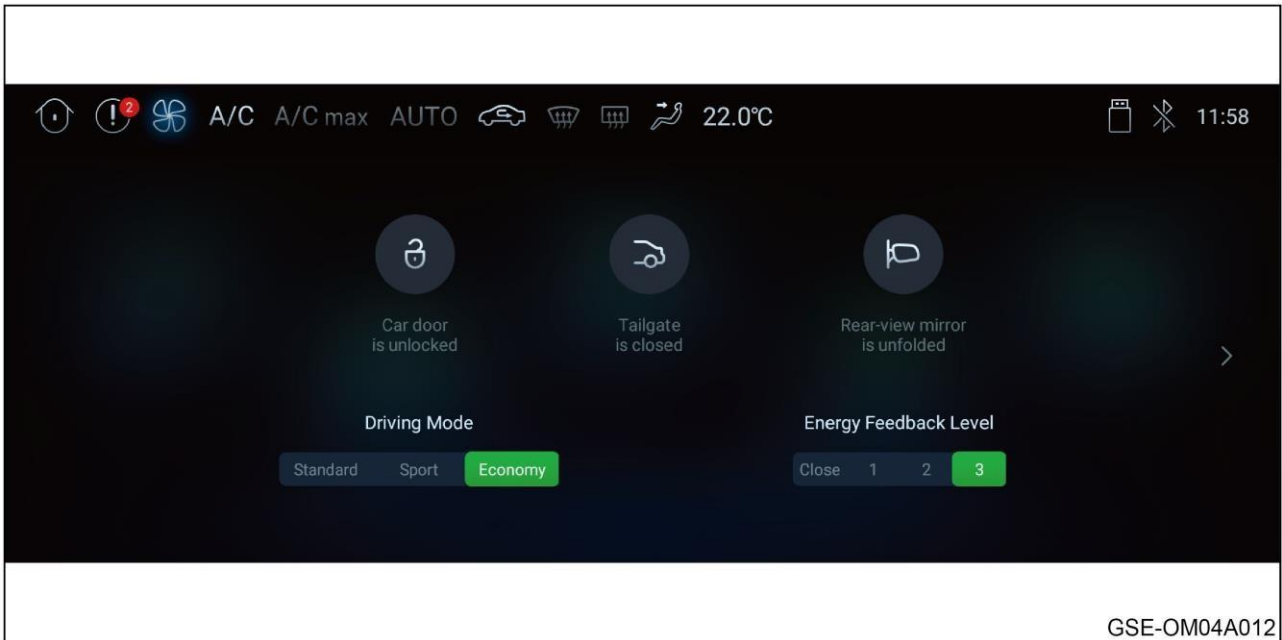 2 A/C A/C max AUTO 22.0°C 11:58
Car door
is unlocked
Tailgate
is closed
Rear-view mirror
is unfolded
Driving Mode
Energy Feedback Level
Standard Sport Economy
Close 1 2 3
GSE-OM04A012